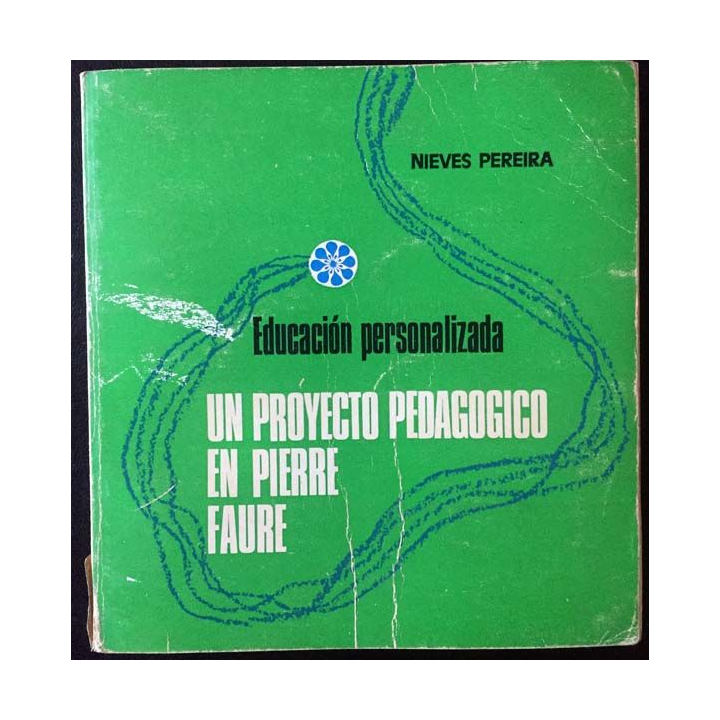 NIEVES PEREIRA
Educación personalizada
UN PROYECTO PEDAGOGICO
EN PIERRE
FAURE